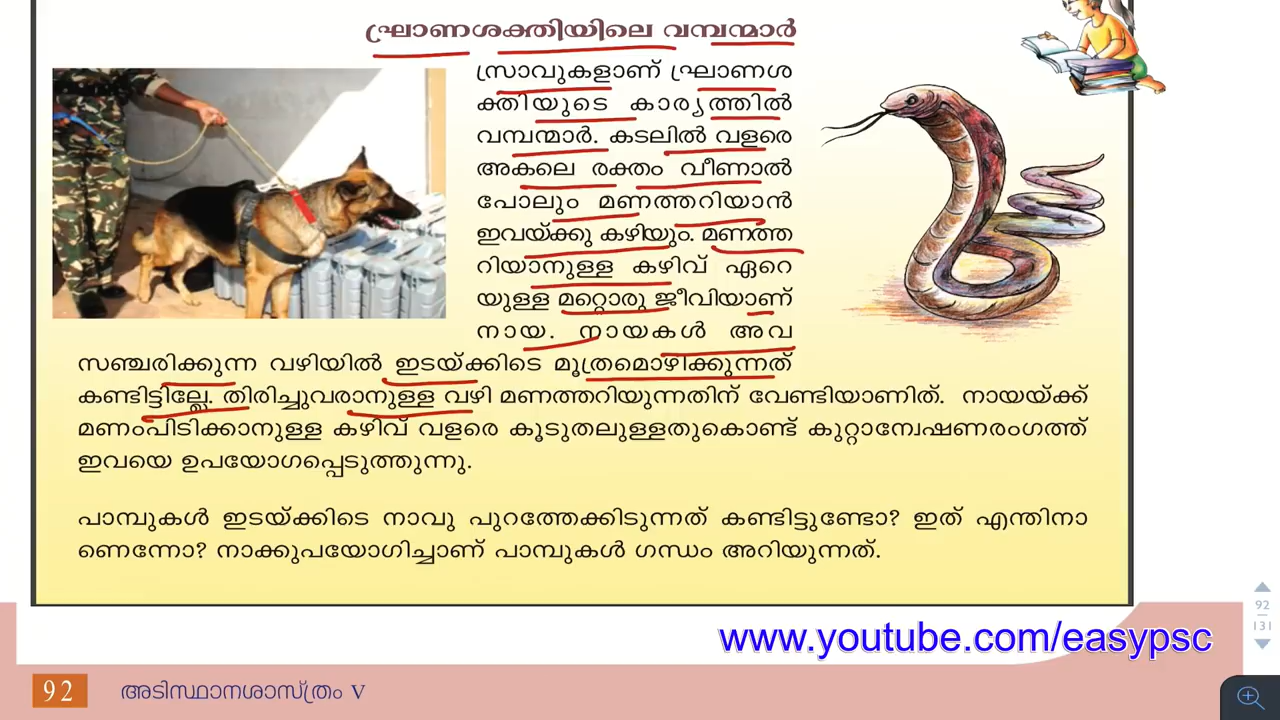 ഘ്രാണശക്തിയിലെ വമ്പന്മാർ
സ്രാവുകളാണ് ഘ്രാണശ
ക്തിയുടെ കാര്യത്തിൽ
വമ്പന്മാർ. കടലിൽ വളരെ
അകലെ രക്തം വീണാൽ
പോലും മണത്തറിയാൻ
ഇവയ്ക്കു കഴിയും. മണത്ത
റിയാനുള്ള കഴിവ് ഏറെ
യുള്ള മറ്റൊരു ജീവിയാണ്
നായ. നായകൾ അവ
സഞ്ചരിക്കുന്ന വഴിയിൽ ഇടയ്ക്കിടെ മൂത്രമൊഴിക്കുന്നത്
കണ്ടിട്ടില്ലേ. തിരിച്ചുവരാനുള്ള വഴി മണത്തറിയുന്നതിന് വേണ്ടിയാണിത്. നായയ്ക്ക്
മണംപിടിക്കാനുള്ള കഴിവ് വളരെ കൂടുതലുള്ളതുകൊണ്ട് കുറ്റാന്വേഷണരംഗത്ത്
ഇവയെ ഉപയോഗപ്പെടുത്തുന്നു.
പാമ്പുകൾ ഇടയ്ക്കിടെ നാവു പുറത്തേക്കിടുന്നത് കണ്ടിട്ടുണ്ടോ? ഇത് എന്തിനാ
ണെന്നോ? നാക്കുപയോഗിച്ചാണ് പാമ്പുകൾ ഗന്ധം അറിയുന്നത്.
www.youtube.com/easypsc
92
131
92 അടിസ്ഥാനശാസ്ത്രം V